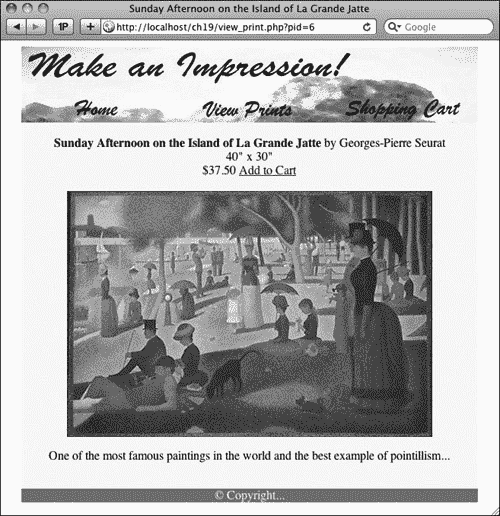 Sunday Afternoon on the Island of La Grande Jatte
1P
http://localhost/ch19/view_print.php?pid=6
Google
Make an Impression!
Home View Prints Shopping Cart
Sunday Afternoon on the Island of La Grande Jatte by Georges-Pierre Seurat
40" x 30"
$37.50 Add to Cart
One of the most famous paintings in the world and the best example of pointillism...
© Copyright...